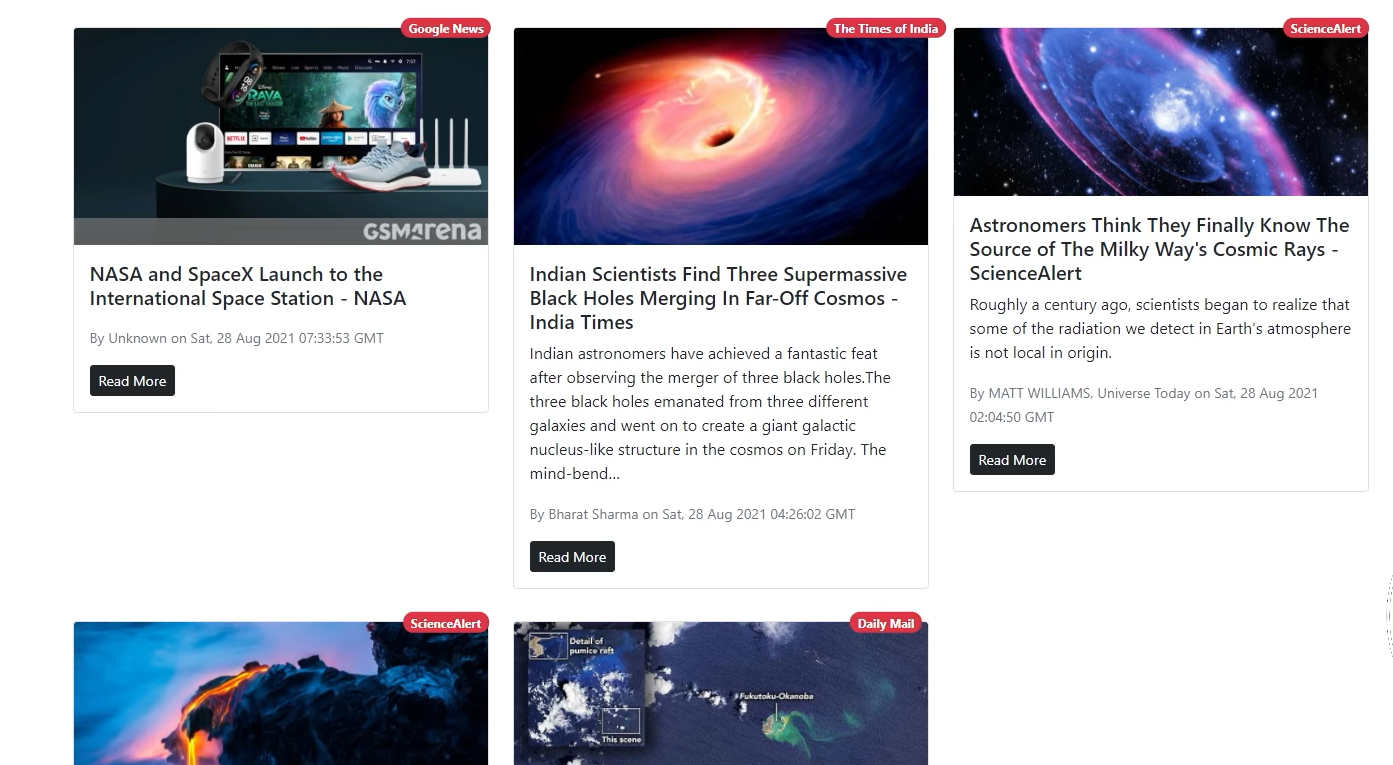 Google News
7:07
RAYA
NETFLIX
YouTube
GSMArena
NASA and SpaceX Launch to the
International Space Station - NASA
By Unknown on Sat, 28 Aug 2021 07:33:53 GMT
Read More
The Times of India
Indian Scientists Find Three Supermassive
Black Holes Merging In Far-Off Cosmos -
India Times
Indian astronomers have achieved a fantastic feat
after observing the merger of three black holes.The
three black holes emanated from three different
galaxies and went on to create a giant galactic
nucleus-like structure in the cosmos on Friday. The
mind-bend...
By Bharat Sharma on Sat, 28 Aug 2021 04:26:02 GMT
Read More
ScienceAlert
Astronomers Think They Finally Know The
Source of The Milky Way's Cosmic Rays -
ScienceAlert
Roughly a century ago, scientists began to realize that
some of the radiation we detect in Earth's atmosphere
is not local in origin.
By MATT WILLIAMS, Universe Today on Sat, 28 Aug 2021
02:04:50 GMT
Read More
ScienceAlert
Daily Mail
Detail of
pumice raft
Fukutoku-Okanoba
This scene